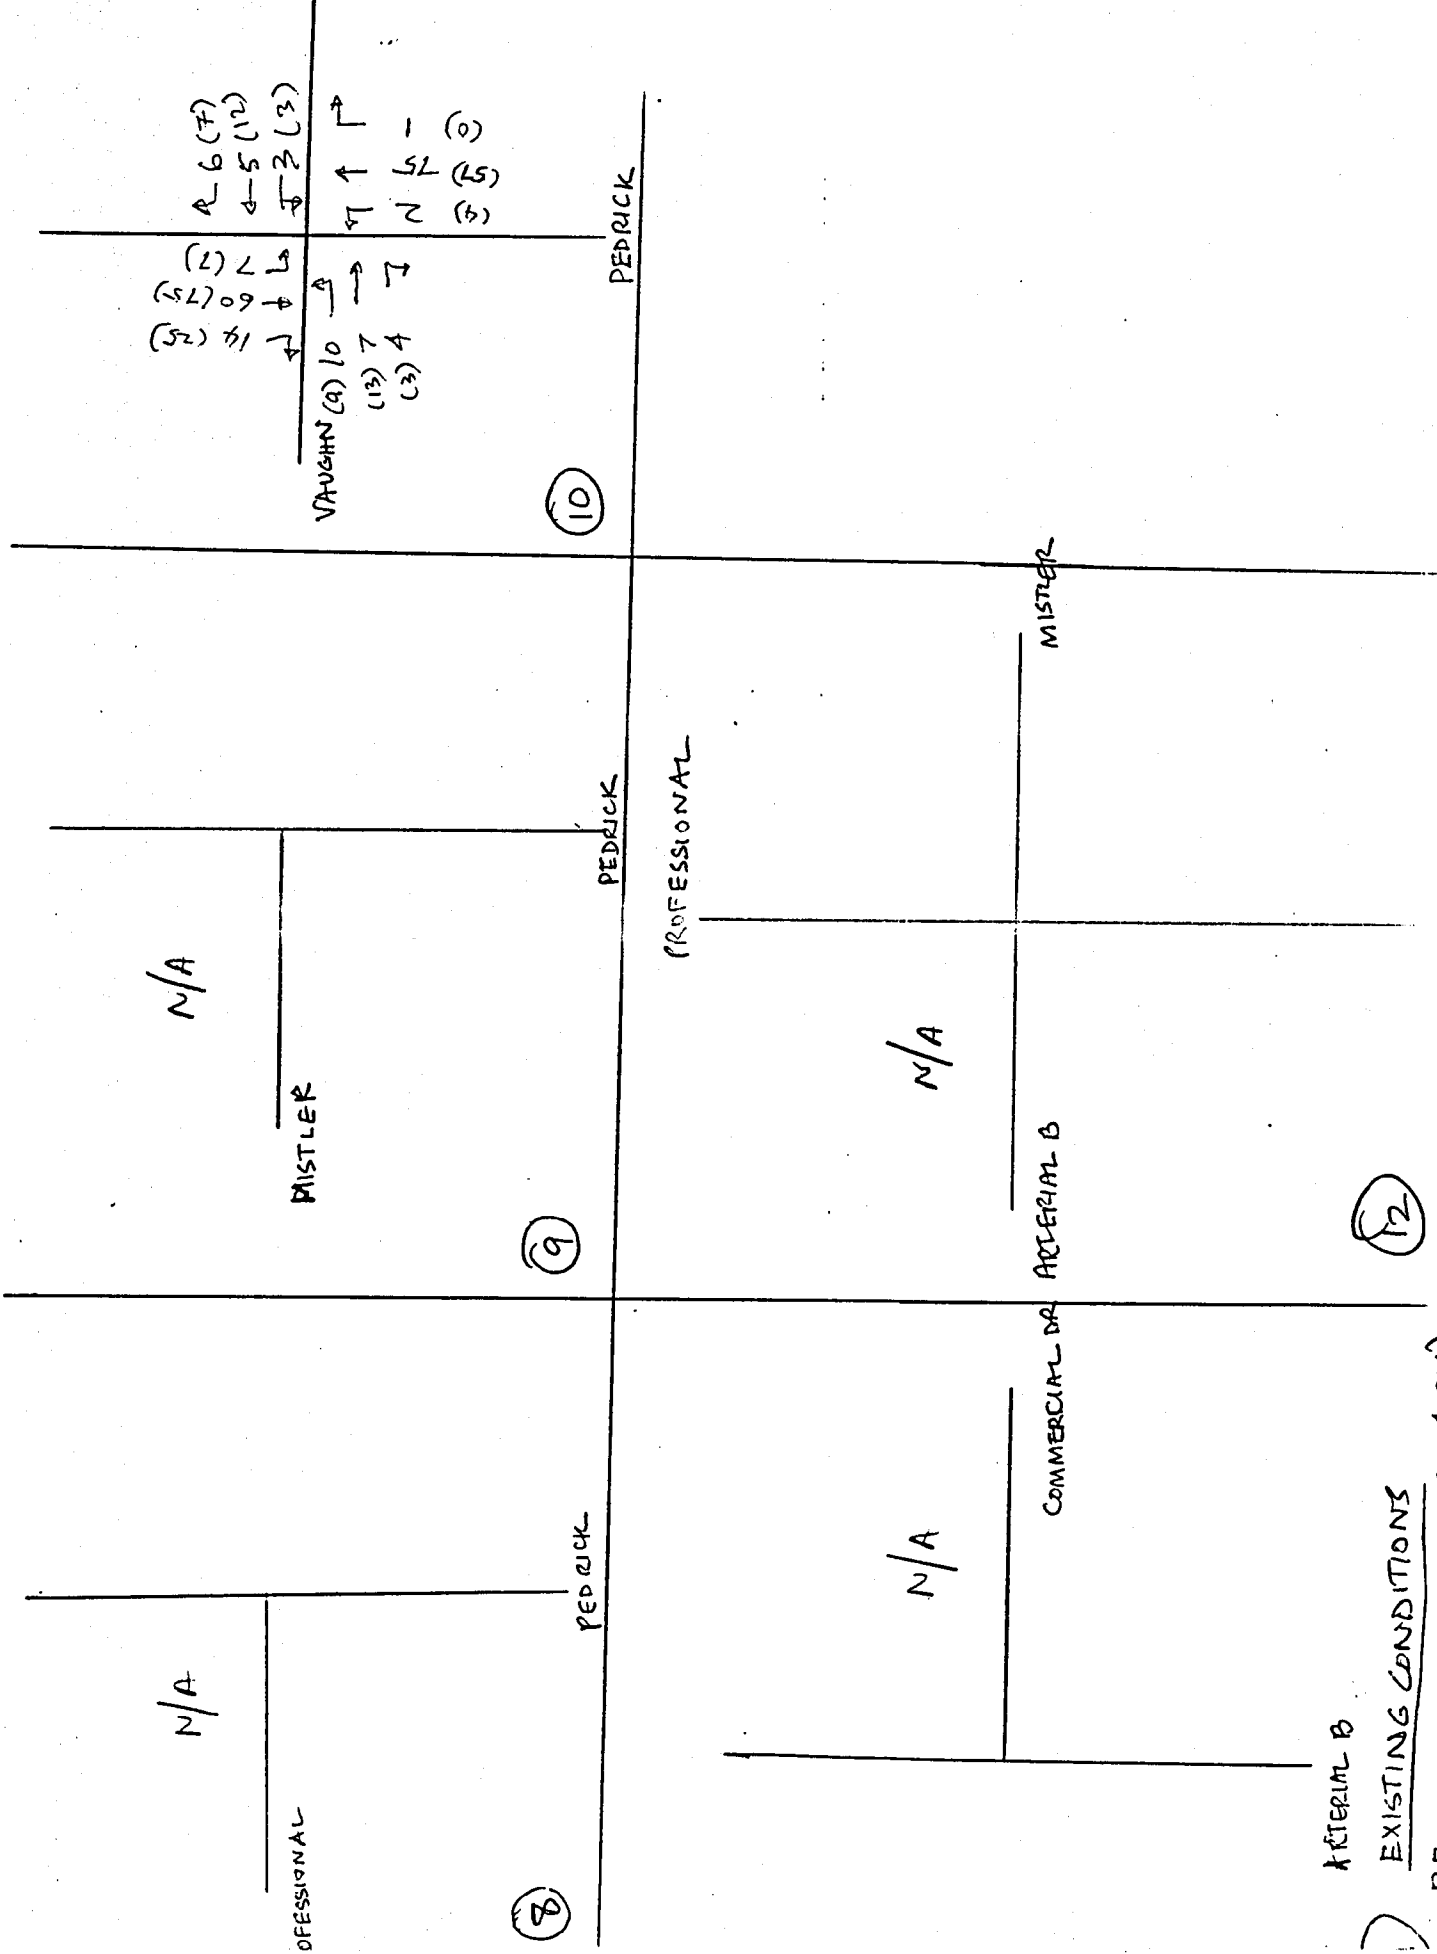 N/A
OFESSIONAL
PEDRICK
8
N/A
MISTLER
PEDRICK
9
14 (25)
60 (75)
7 (7)
6 (7)
5 (12)
3 (3)
VAUGHN (9) 10
(13) 7
(3) 4
2 (4)
75 (57)
1 (0)
PEDRICK
10
N/A
COMMERCIAL DR
ARTERIAL B
PROFESSIONAL
N/A
ARTERIAL B
MISTLER
12
EXISTING CONDITIONS